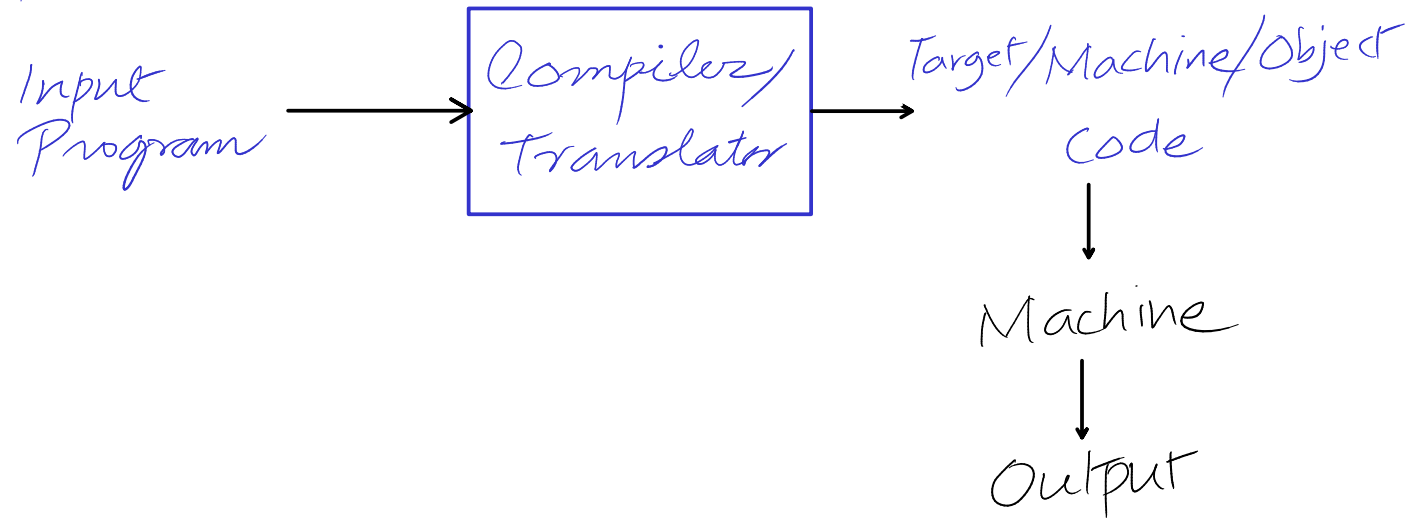 Input
Program
Compiler/
Translator
Target/Machine/Object
Code
Machine
Output